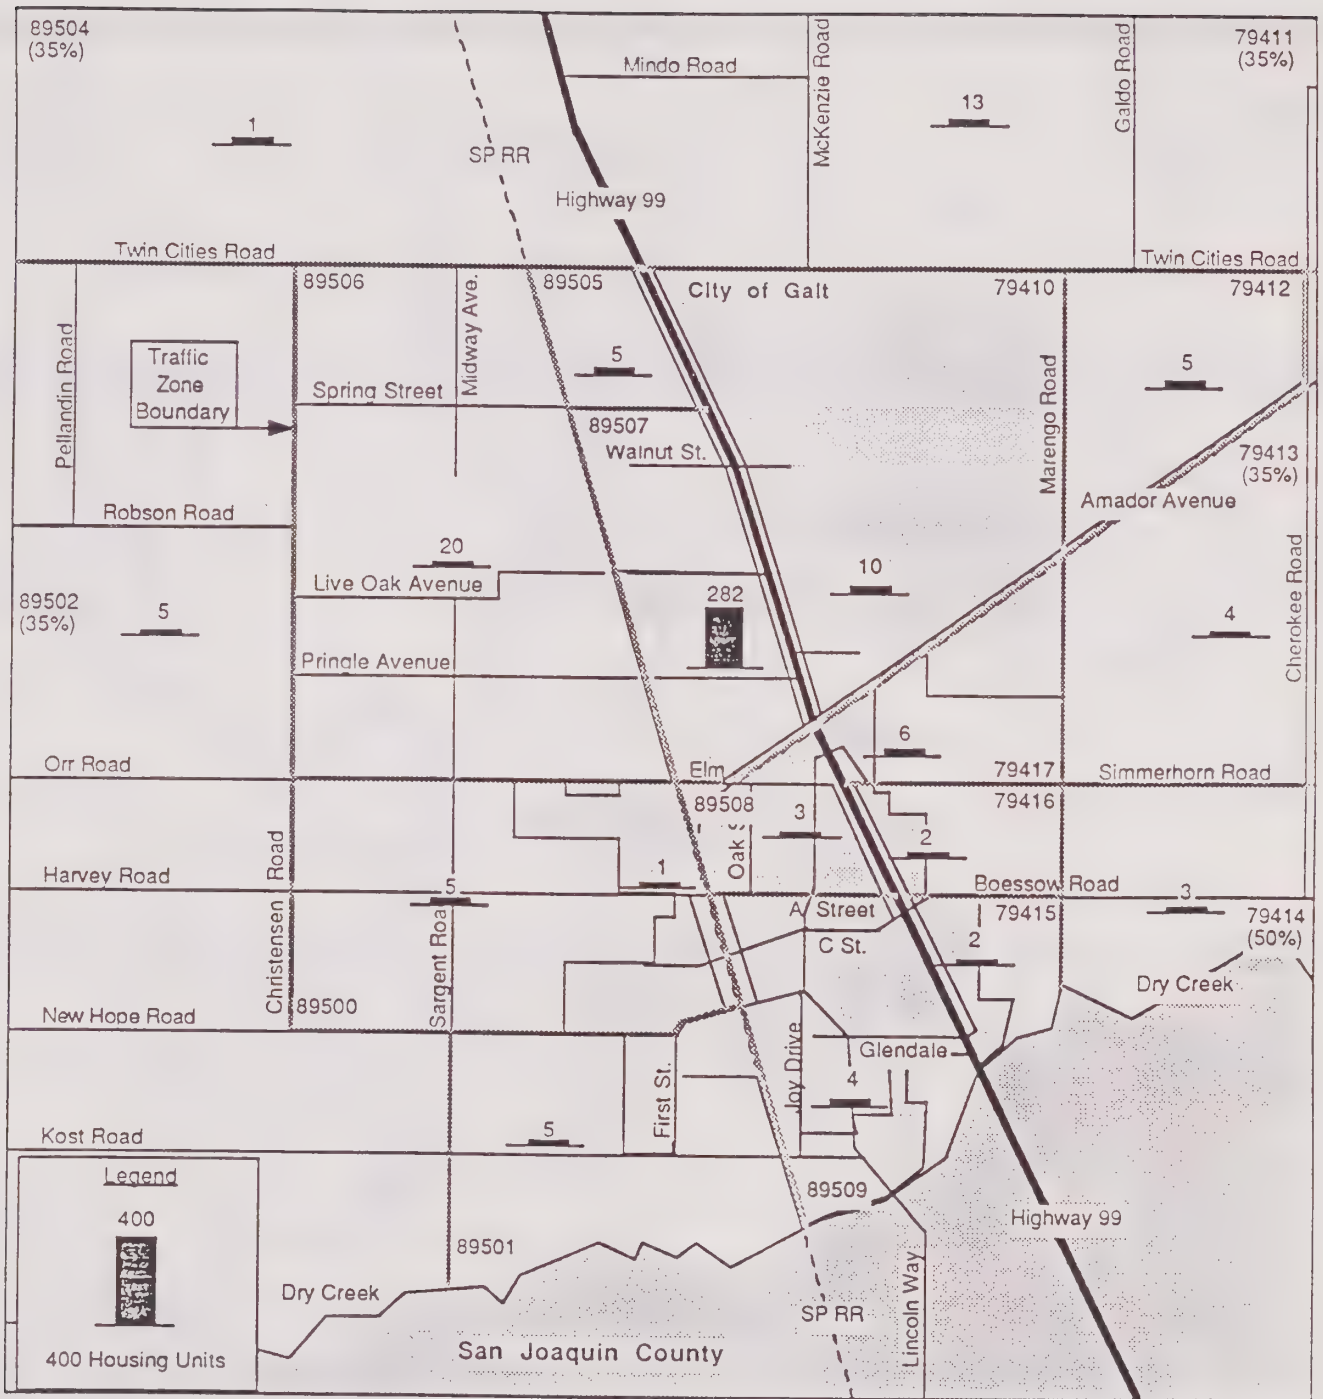 89504
(35%)
79411
(35%)
Mindo Road
McKenzie Road
Galdo Road
1
13
SP RR
Highway 99
Twin Cities Road
Twin Cities Road
89506
Midway Ave.
89505
City of Galt
79410
79412
Pellandin Road
Traffic
Zone
Boundary
5
5
Spring Street
89507
Walnut St.
Marengo Road
79413
(35%)
Amador Avenue
Robson Road
20
10
Live Oak Avenue
282
89502
(35%)
5
4
Cherokee Road
Pringle Avenue
6
Orr Road
Elm
79417
Simmerhorn Road
89508
79416
3
Oak S
2
Christensen Road
Harvey Road
5
1
Boessow Road
A Street
79415
3
79414
(50%)
C St.
2
Sargent Roa
Dry Creek
89500
New Hope Road
Joy Drive
Glendale
First St.
4
Kost Road
5
Legend
400
400 Housing Units
89509
Highway 99
89501
Dry Creek
SP RR
Lincoln Way
San Joaquin County